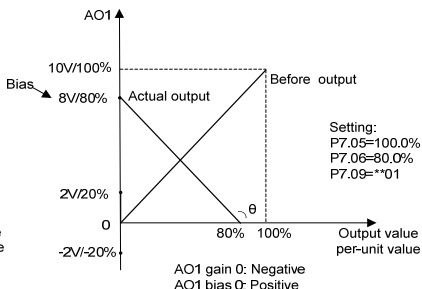 AO1
10V/100%
Before output
Bias
8V/80%
Actual output
Setting:
P7.05=100.0%
P7.06=80.0%
P7.09=**01
2V/20%
θ
0
80%
100%
Output value
per-unit value
e
-2V/-20%
AO1 gain 0: Negative
AO1 bias 0: Positive